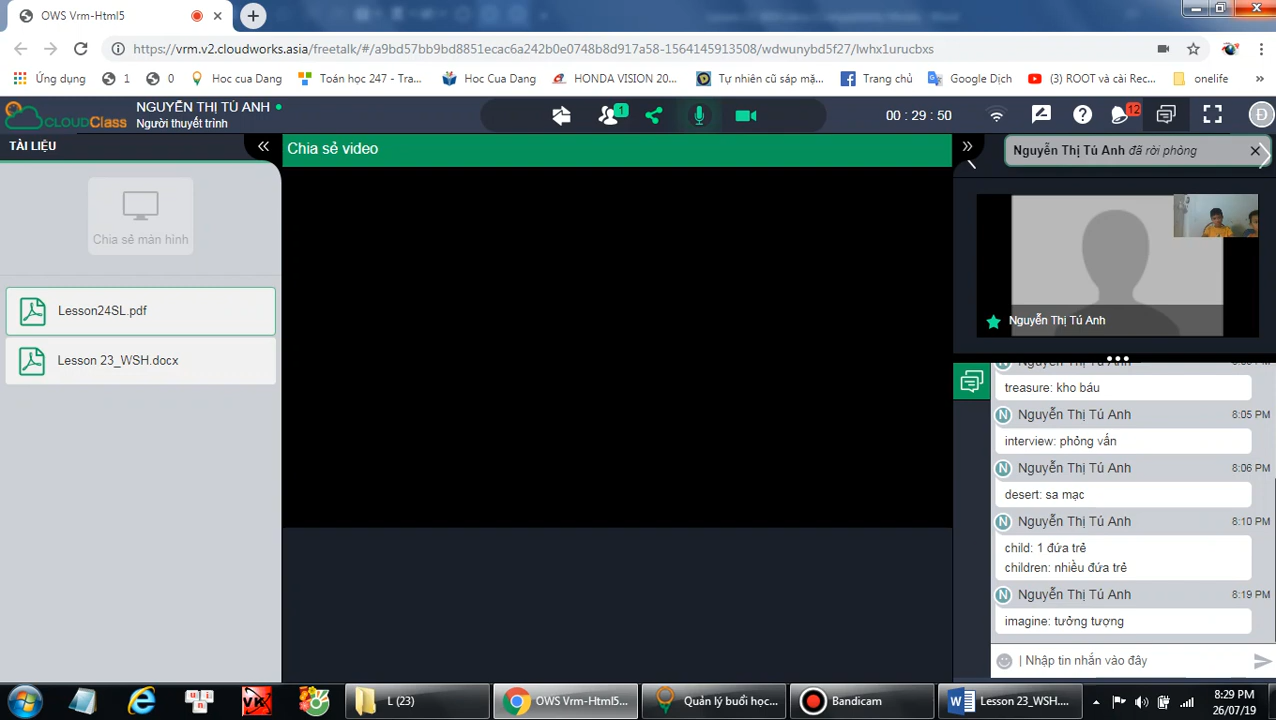 OWS Vrm-Html5
https://vrm.v2.cloudworks.asia/freetalk/#/a9bd57bb9bd8851ecac6a242b0e0748b8d917a58-1564145913508/wdwunybd5f27/lwhx1urucbxs
Ứng dụng
1
0
Hoc cua Dang
Toán học 247 - Tra...
Học Cua Dang
HONDA VISION 20...
Tự nhiên cũ sáp mặ...
Trang chủ
Google Dịch
(3) ROOT và cài Rec...
onelife
CLOUDClass
NGUYỄN THỊ TÚ ANH
Người thuyết trình
1
00 : 29 : 50
12
Đ
TÀI LIỆU
Chia sẻ màn hình
Lesson24SL.pdf
Lesson 23_WSH.docx
Chia sẻ video
Nguyễn Thị Tú Anh đã rời phòng
Nguyễn Thị Tú Anh
treasure: kho báu
N Nguyễn Thị Tú Anh 8:05 PM
interview: phỏng vấn
N Nguyễn Thị Tú Anh 8:06 PM
desert: sa mạc
N Nguyễn Thị Tú Anh 8:10 PM
child: 1 đứa trẻ
children: nhiều đứa trẻ
N Nguyễn Thị Tú Anh 8:19 PM
imagine: tưởng tượng
Nhập tin nhắn vào đây
L (23)
OWS Vrm-Html5...
Quản lý buổi học...
Bandicam
Lesson 23_WSH....
8:29 PM
26/07/19